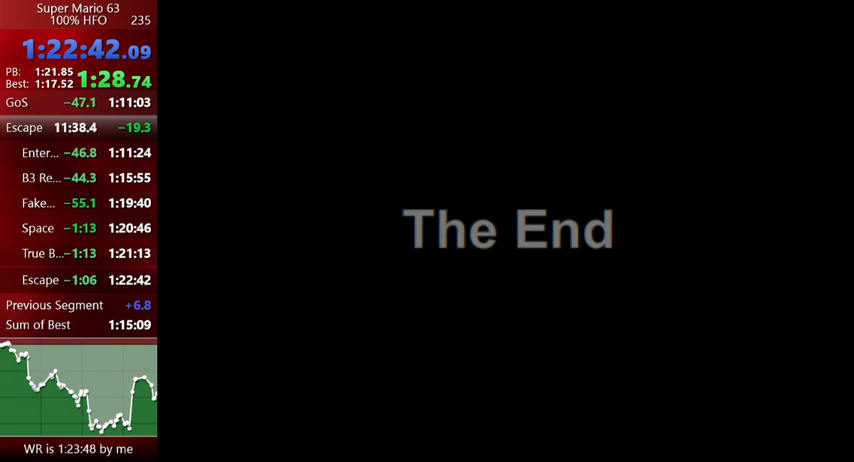 Super Mario 63
100% HFO 235
1:22:42.09
PB: 1:21.85
Best: 1:17.52 1:28.74
GoS -47.1 1:11:03
Escape 11:38.4 -19.3
Enter... -46.8 1:11:24
B3 Re... -44.3 1:15:55
Fake... -55.1 1:19:40
Space -1:13 1:20:46
True B... -1:13 1:21:13
Escape -1:06 1:22:42
Previous Segment +6.8
Sum of Best 1:15:09
WR is 1:23:48 by me
The End